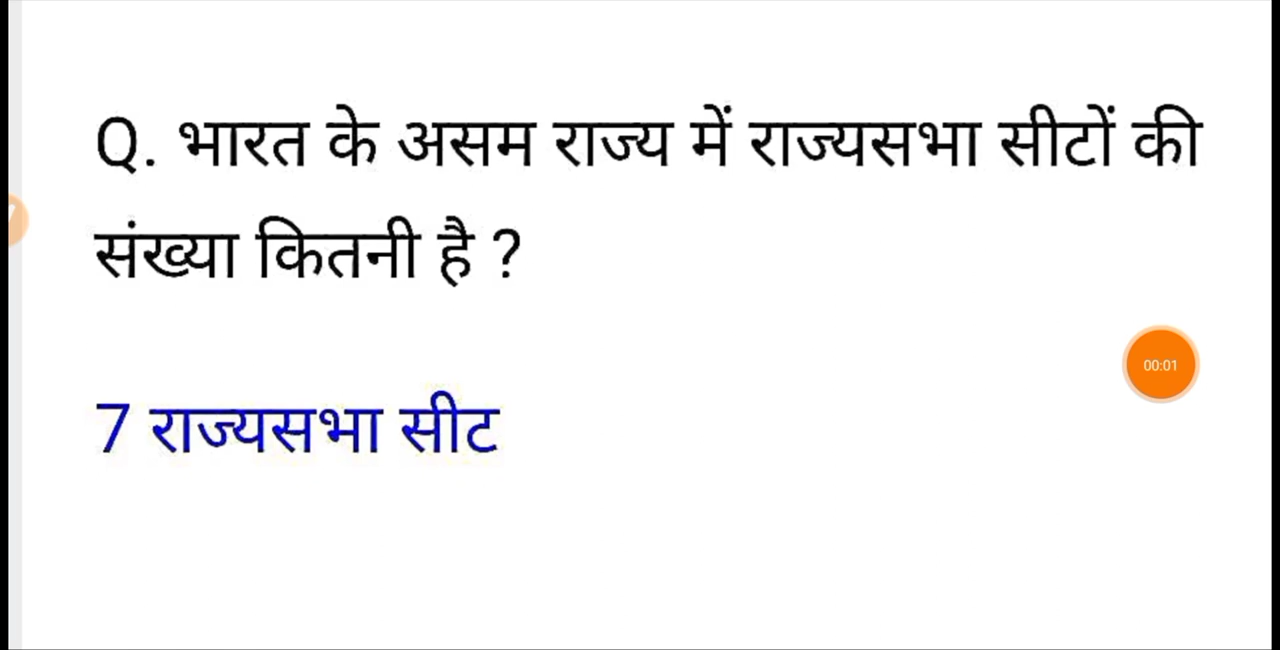 Q. भारत के असम राज्य में राज्यसभा सीटों की
संख्या कितनी है ?
00:01
7 राज्यसभा सीट